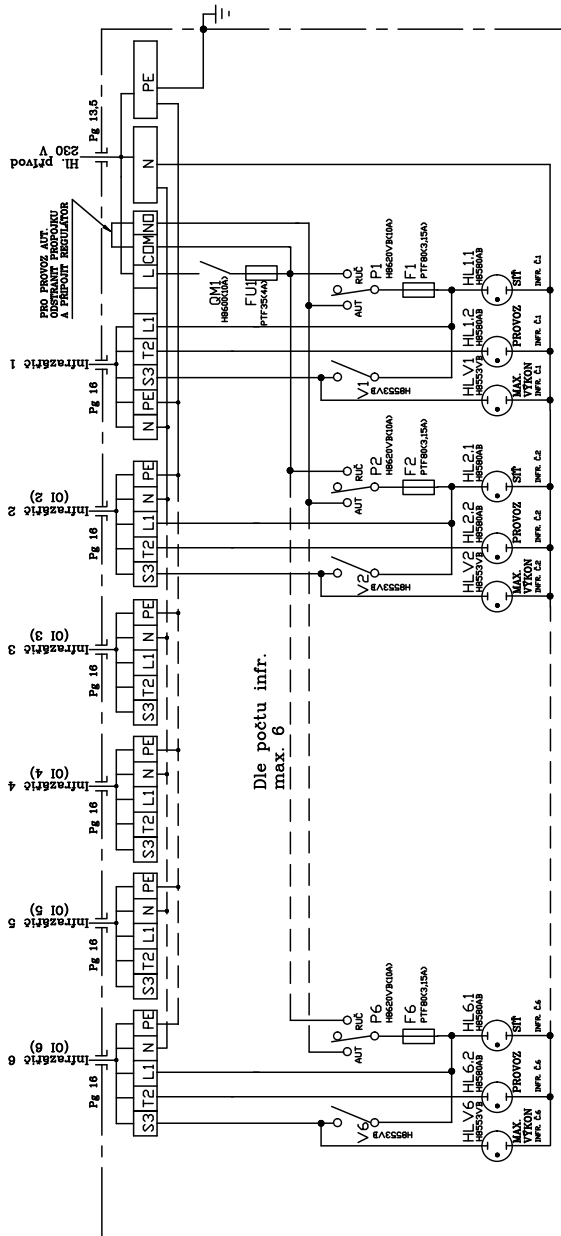 Pg 13,5
Hl. přívod
230 V
PE
N
PRO PROVOZ AUT.
ODSTRANIT PROPOJKU
A PŘIPOJIT REGULÁTOR
L COM NO
QM1
H8600(10A)
FU1
PTF35(4A)
Infrazářič 1
Pg 16
L1 T2 S3 PE N
RUČ
AUT
P1
H8620VB(10A)
F1
PTF80(3,15A)
V1
H8553VB
HL1.1
H8580AB
SÍŤ
INFR. Č.1
HL1.2
H8580AB
PROVOZ
INFR. Č.1
HLV1
H8553VB
MAX.
VÝKON
INFR. Č.1
Infrazářič 2
(OI 2)
Pg 16
PE N L1 T2 S3
RUČ
AUT
P2
H8620VB(10A)
F2
PTF80(3,15A)
V2
H8553VB
HL2.1
H8580AB
SÍŤ
INFR. Č.2
HL2.2
H8580AB
PROVOZ
INFR. Č.2
HLV2
H8553VB
MAX.
VÝKON
INFR. Č.2
Infrazářič 3
(OI 3)
Pg 16
PE N L1 T2 S3
Dle počtu infr.
max. 6
Infrazářič 4
(OI 4)
Pg 16
PE N L1 T2 S3
Infrazářič 5
(OI 5)
Pg 16
PE N L1 T2 S3
Infrazářič 6
(OI 6)
Pg 16
PE N L1 T2 S3
RUČ
AUT
P6
H8620VB(10A)
F6
PTF80(3,15A)
V6
H8553VB
HL6.1
H8580AB
SÍŤ
INFR. Č.6
HL6.2
H8580AB
PROVOZ
INFR. Č.6
HLV6
H8553VB
MAX.
VÝKON
INFR. Č.6